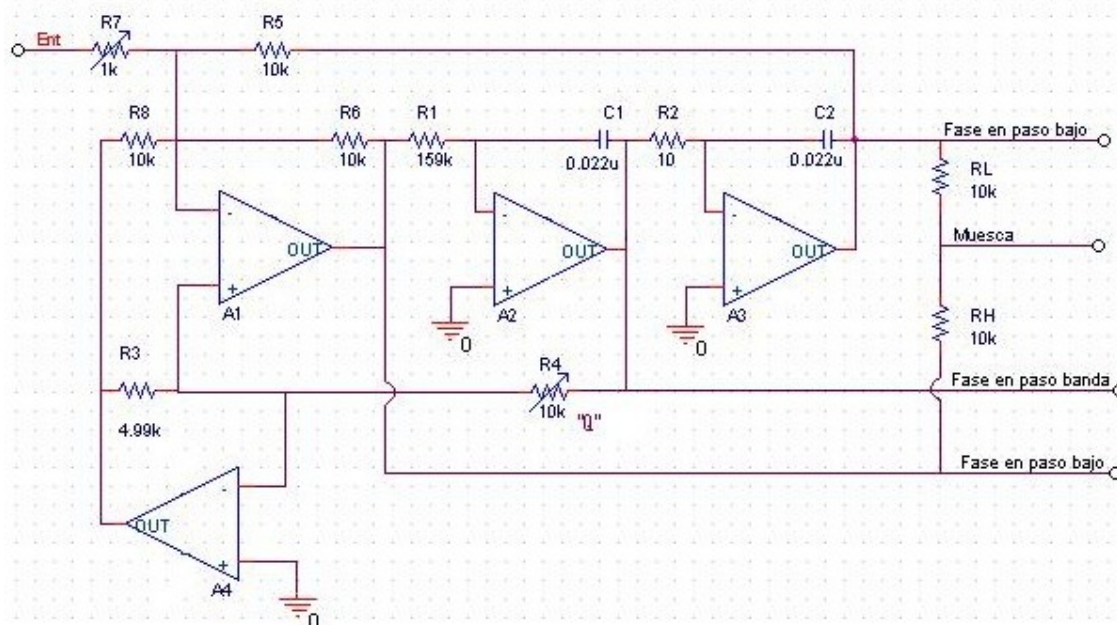 R7
R5
Ent
1k
10k
R8
R6
R1
C1
R2
C2
Fase en paso bajo
10k
10k
159k
0.022u
10
0.022u
RL
10k
-
-
-
OUT
OUT
OUT
Muesca
+
+
+
A1
A2
A3
RH
0
0
10k
R3
R4
Fase en paso banda
4.99k
10k
"Q"
Fase en paso bajo
-
OUT
+
A4
0